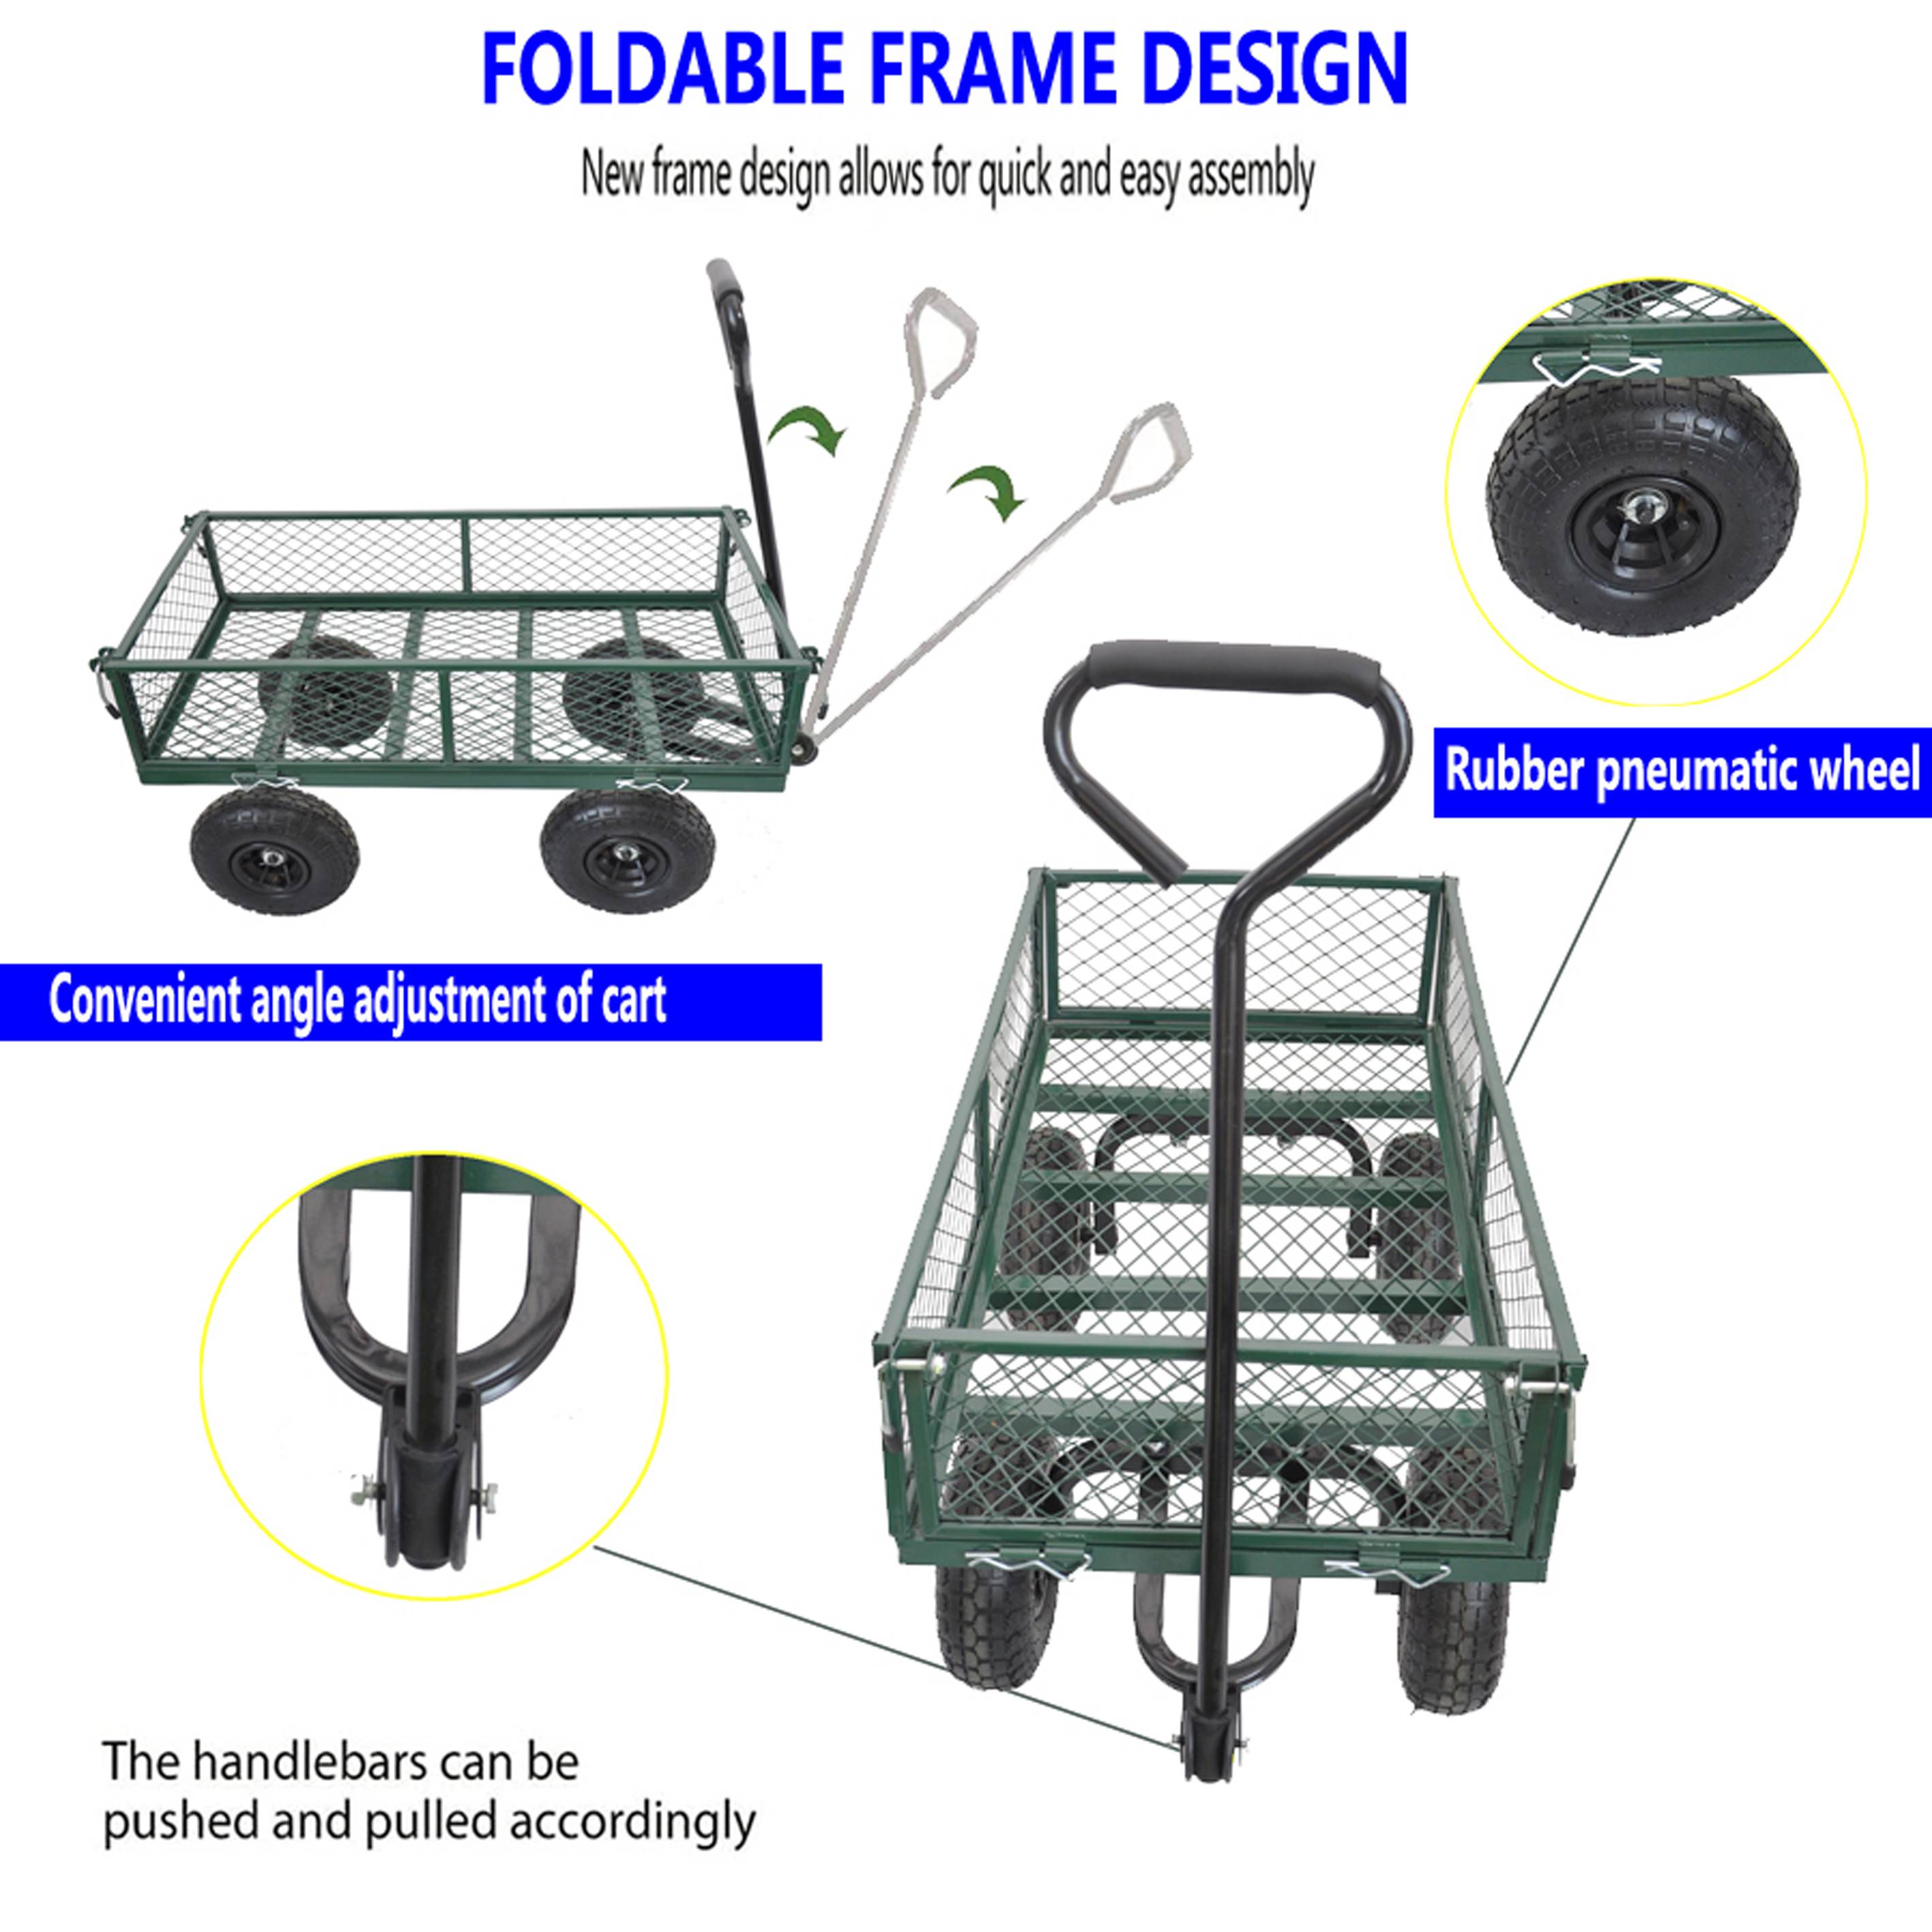 FOLDABLE FRAME DESIGN
New frame design allows for quick and easy assembly
Rubber pneumatic wheel
Convenient angle adjustment of cart
The handlebars can be
pushed and pulled accordingly